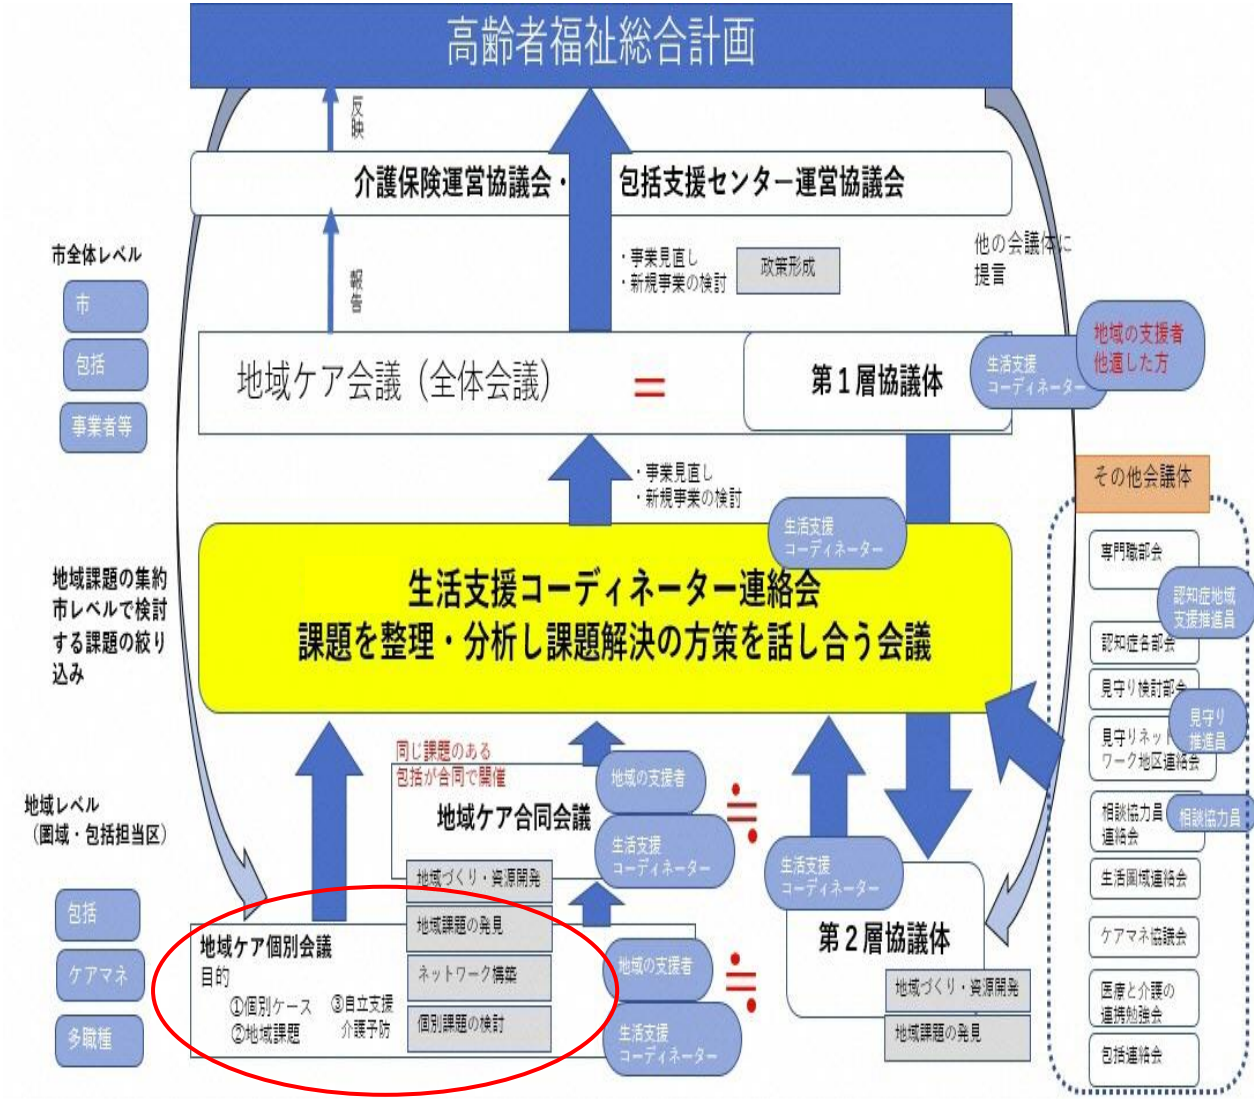 高齢者福祉総合計画
反映
介護保険運営協議会・　包括支援センター運営協議会
市全体レベル
市
包括
事業者等
報告
・事業見直し
・新規事業の検討
政策形成
他の会議体に
提言
地域ケア会議（全体会議）
＝
第１層協議体
生活支援
コーディネーター
地域の支援者
他適した方
・事業見直し
・新規事業の検討
生活支援
コーディネーター
その他会議体
地域課題の集約
市レベルで検討
する課題の絞り
込み
生活支援コーディネーター連絡会
課題を整理・分析し課題解決の方策を話し合う会議
専門職部会
認知症地域
支援推進員
認知症各部会
見守り検討部会
見守り
推進員
見守りネット
ワーク地区連絡会
相談協力員
連絡会
相談協力員
生活圏域連絡会
ケアマネ協議会
医療と介護の
連携勉強会
包括連絡会
地域レベル
（圏域・包括担当区）
包括
ケアマネ
多職種
同じ課題のある
包括が合同で開催
地域ケア合同会議
地域の支援者
生活支援
コーディネーター
≒
生活支援
コーディネーター
地域づくり・資源開発
地域課題の発見
ネットワーク構築
個別課題の検討
地域ケア個別会議
目的
①個別ケース　③自立支援
②地域課題　介護予防
地域の支援者
生活支援
コーディネーター
≒
第２層協議体
地域づくり・資源開発
地域課題の発見